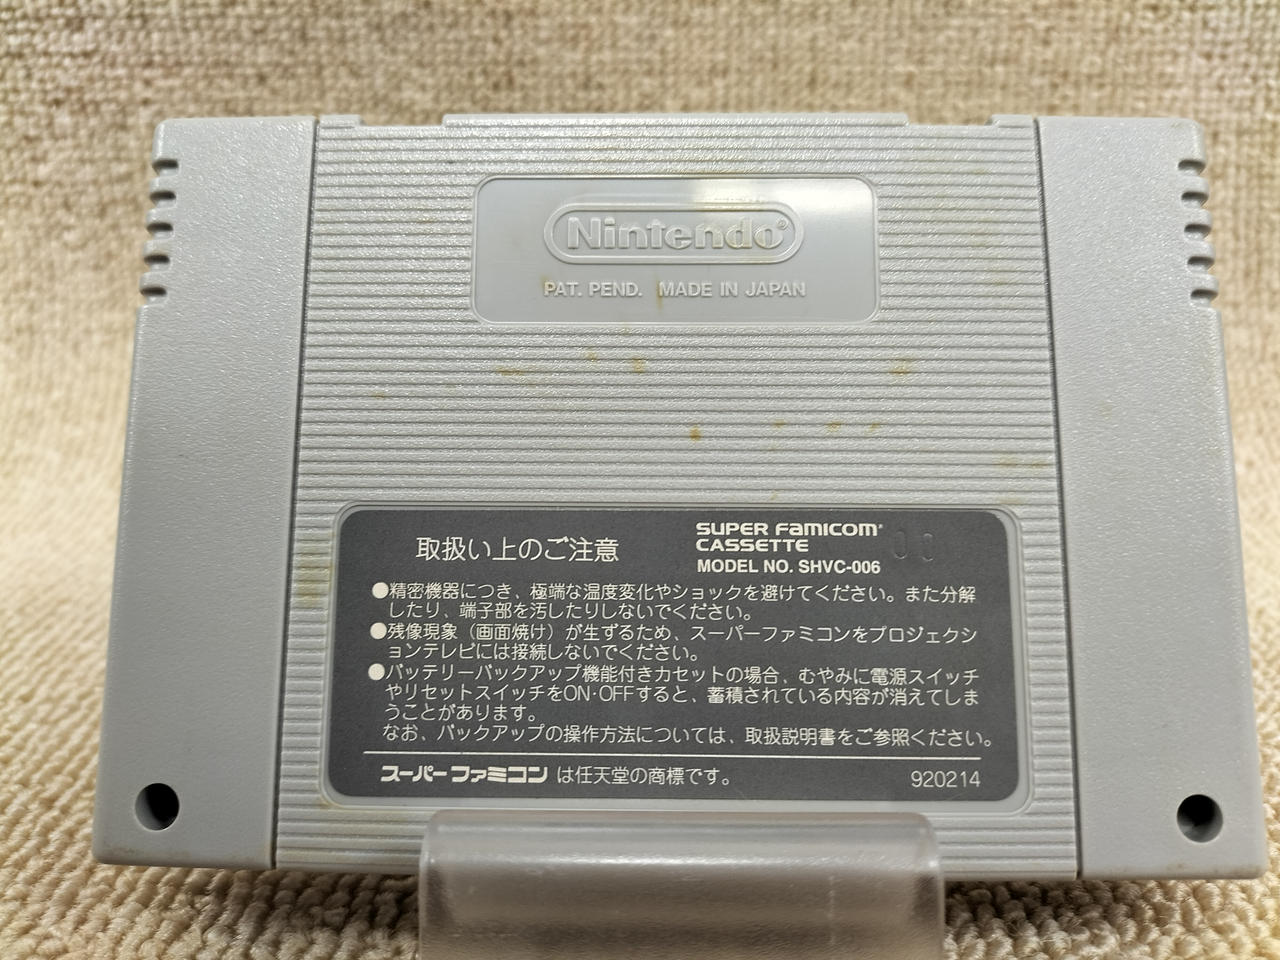 Nintendo®
PAT. PEND. MADE IN JAPAN
取扱い上のご注意
SUPER FAMICOM
CASSETTE
MODEL NO. SHVC-006
00
●精密機器につき、極端な温度変化やショックを避けてください。また分解
したり、端子部を汚したりしないでください。
●残像現象（画面焼け）が生ずるため、スーパーファミコンをプロジェクシ
ョンテレビには接続しないでください。
●バッテリーバックアップ機能付きカセットの場合、むやみに電源スイッチ
やリセットスイッチをON・OFFすると、蓄積されている内容が消えてしま
うことがあります。
なお、バックアップの操作方法については、取扱説明書をご参照ください。
スーパーファミコン は任天堂の商標です。
920214